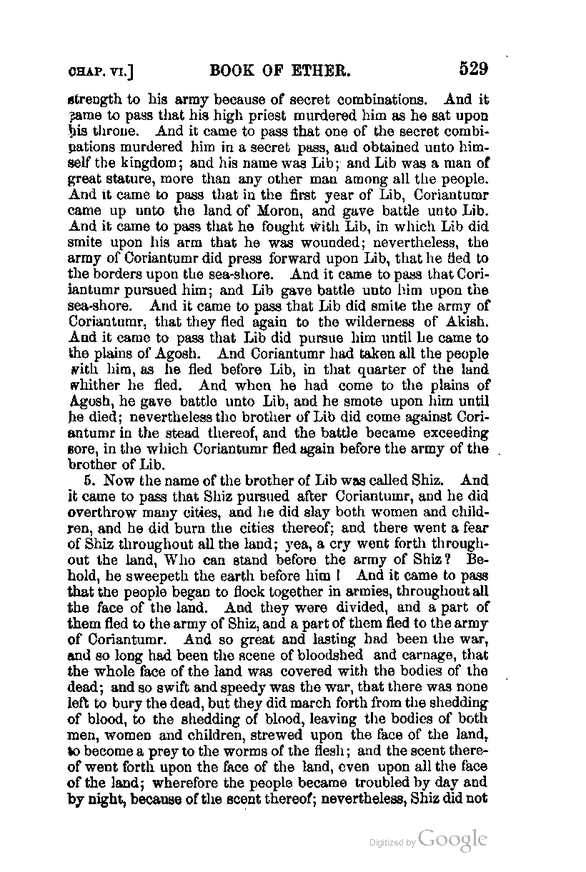 CHAP. VI.] BOOK OF ETHER. 529
strength to his army because of secret combinations. And it
came to pass that his high priest murdered him as he sat upon
his throne. And it came to pass that one of the secret combi-
nations murdered him in a secret pass, and obtained unto him-
self the kingdom; and his name was Lib; and Lib was a man of
great stature, more than any other man among all the people.
And it came to pass that in the first year of Lib, Coriantumr
came up unto the land of Moron, and gave battle unto Lib.
And it came to pass that he fought with Lib, in which Lib did
smite upon his arm that he was wounded; nevertheless, the
army of Coriantumr did press forward upon Lib, that he fled to
the borders upon the sea-shore. And it came to pass that Cori-
iantumr pursued him; and Lib gave battle unto him upon the
sea-shore. And it came to pass that Lib did smite the army of
Coriantumr, that they fled again to the wilderness of Akish.
And it came to pass that Lib did pursue him until he came to
the plains of Agosh. And Coriantumr had taken all the people
with him, as he fled before Lib, in that quarter of the land
whither he fled. And when he had come to the plains of
Agosh, he gave battle unto Lib, and he smote upon him until
he died; nevertheless the brother of Lib did come against Cori-
antumr in the stead thereof, and the battle became exceeding
sore, in the which Coriantumr fled again before the army of the
brother of Lib.
5. Now the name of the brother of Lib was called Shiz. And
it came to pass that Shiz pursued after Coriantumr, and he did
overthrow many cities, and he did slay both women and child-
ren, and he did burn the cities thereof; and there went a fear
of Shiz throughout all the land; yea, a cry went forth through-
out the land, Who can stand before the army of Shiz? Be-
hold, he sweepeth the earth before him! And it came to pass
that the people began to flock together in armies, throughout all
the face of the land. And they were divided, and a part of
them fled to the army of Shiz, and a part of them fled to the army
of Coriantumr. And so great and lasting had been the war,
and so long had been the scene of bloodshed and carnage, that
the whole face of the land was covered with the bodies of the
dead; and so swift and speedy was the war, that there was none
left to bury the dead, but they did march forth from the shedding
of blood, to the shedding of blood, leaving the bodies of both
men, women and children, strewed upon the face of the land,
to become a prey to the worms of the flesh; and the scent there-
of went forth upon the face of the land, even upon all the face
of the land; wherefore the people became troubled by day and
by night, because of the scent thereof; nevertheless, Shiz did not
Digitized by Google